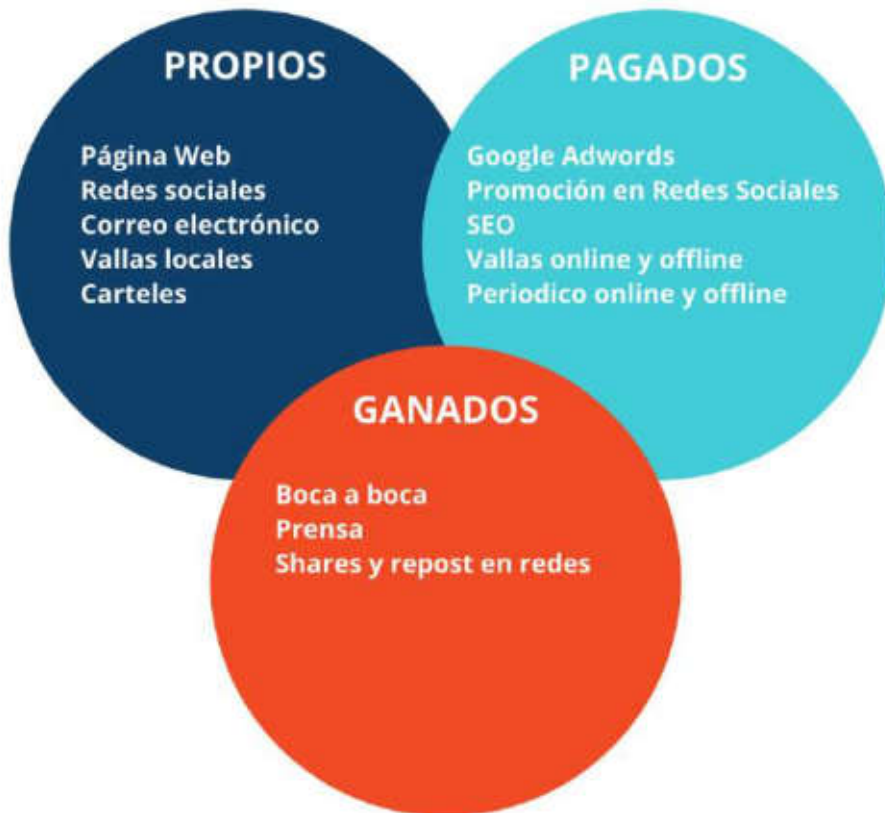 PROPIOS
Página Web
Redes sociales
Correo electrónico
Vallas locales
Carteles
PAGADOS
Google Adwords
Promoción en Redes Sociales
SEO
Vallas online y offline
Periodico online y offline
GANADOS
Boca a boca
Prensa
Shares y repost en redes